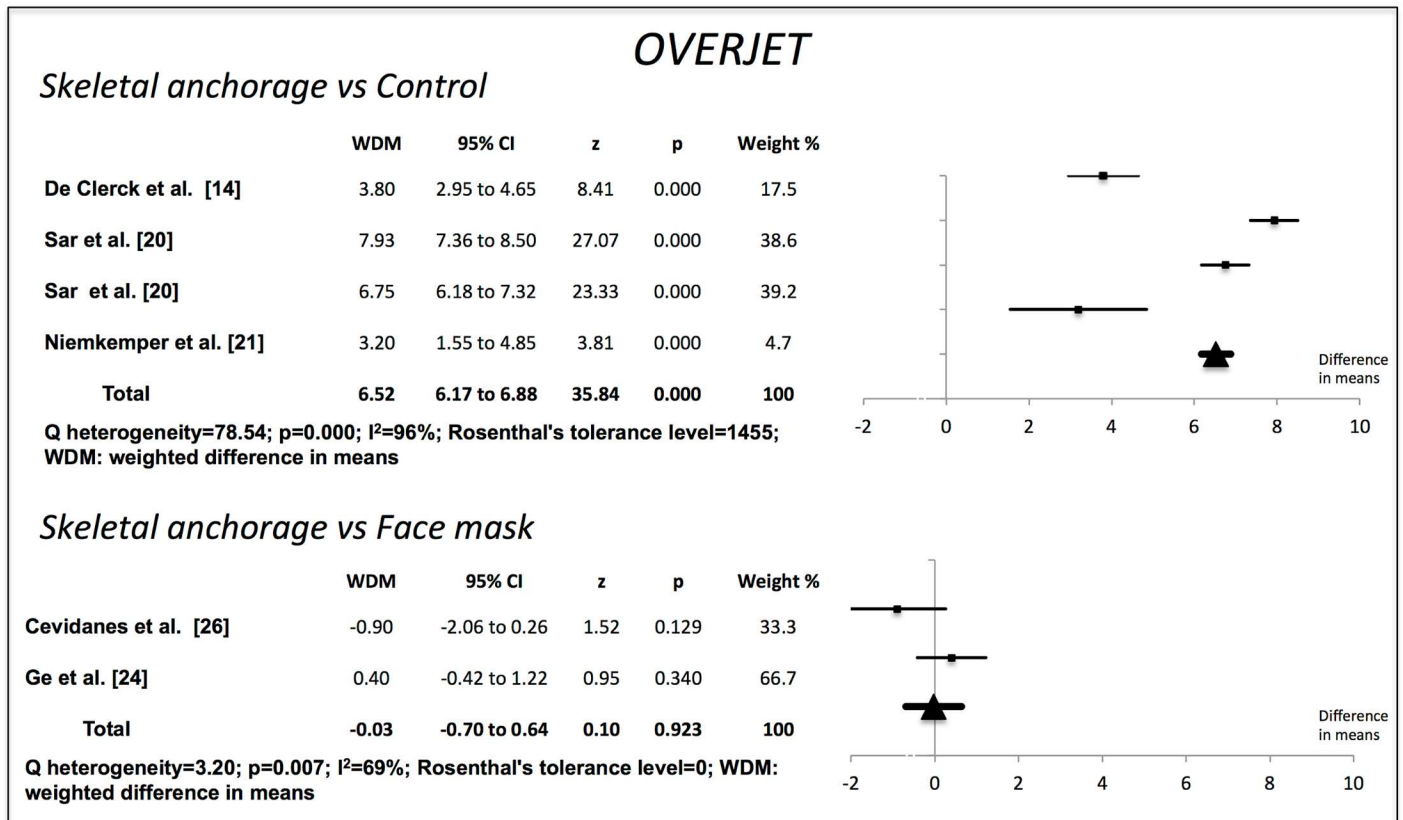 OVERJET
Skeletal anchorage vs Control
WDM 95% CI z p Weight %
De Clerck et al. [14] 3.80 2.95 to 4.65 8.41 0.000 17.5
Sar et al. [20] 7.93 7.36 to 8.50 27.07 0.000 38.6
Sar et al. [20] 6.75 6.18 to 7.32 23.33 0.000 39.2
Niemkemper et al. [21] 3.20 1.55 to 4.85 3.81 0.000 4.7
Total 6.52 6.17 to 6.88 35.84 0.000 100
Q heterogeneity=78.54; p=0.000; I²=96%; Rosenthal's tolerance level=1455;
WDM: weighted difference in means
Difference
in means
-2 0 2 4 6 8 10
Skeletal anchorage vs Face mask
WDM 95% CI z p Weight %
Cevidanes et al. [26] -0.90 -2.06 to 0.26 1.52 0.129 33.3
Ge et al. [24] 0.40 -0.42 to 1.22 0.95 0.340 66.7
Total -0.03 -0.70 to 0.64 0.10 0.923 100
Q heterogeneity=3.20; p=0.007; I²=69%; Rosenthal's tolerance level=0; WDM:
weighted difference in means
Difference
in means
-2 0 2 4 6 8 10